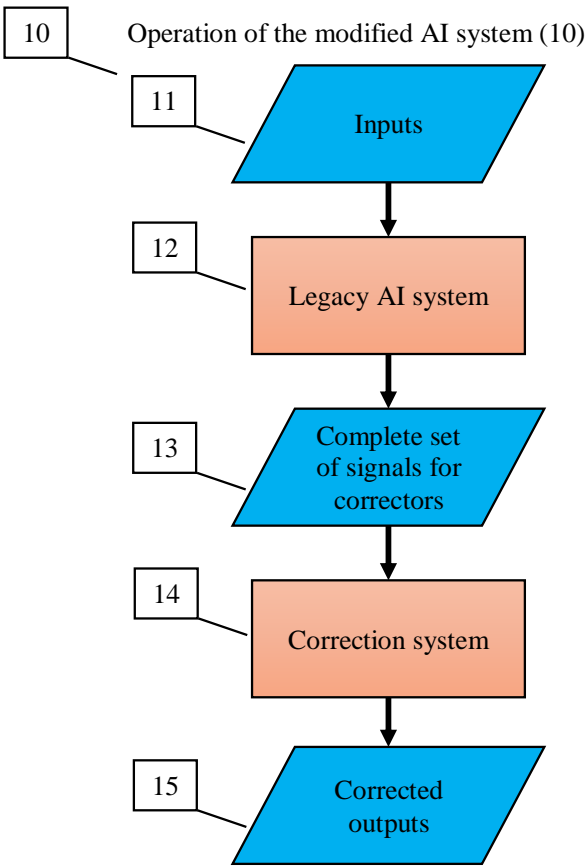 10
Operation of the modified AI system (10)
11
Inputs
12
Legacy AI system
13
Complete set
of signals for
correctors
14
Correction system
15
Corrected
outputs